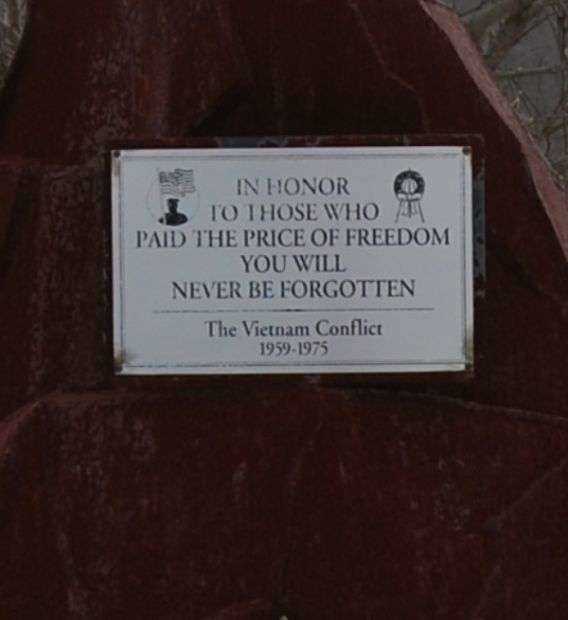 IN HONOR
TO THOSE WHO
PAID THE PRICE OF FREEDOM
YOU WILL
NEVER BE FORGOTTEN
The Vietnam Conflict
1959-1975